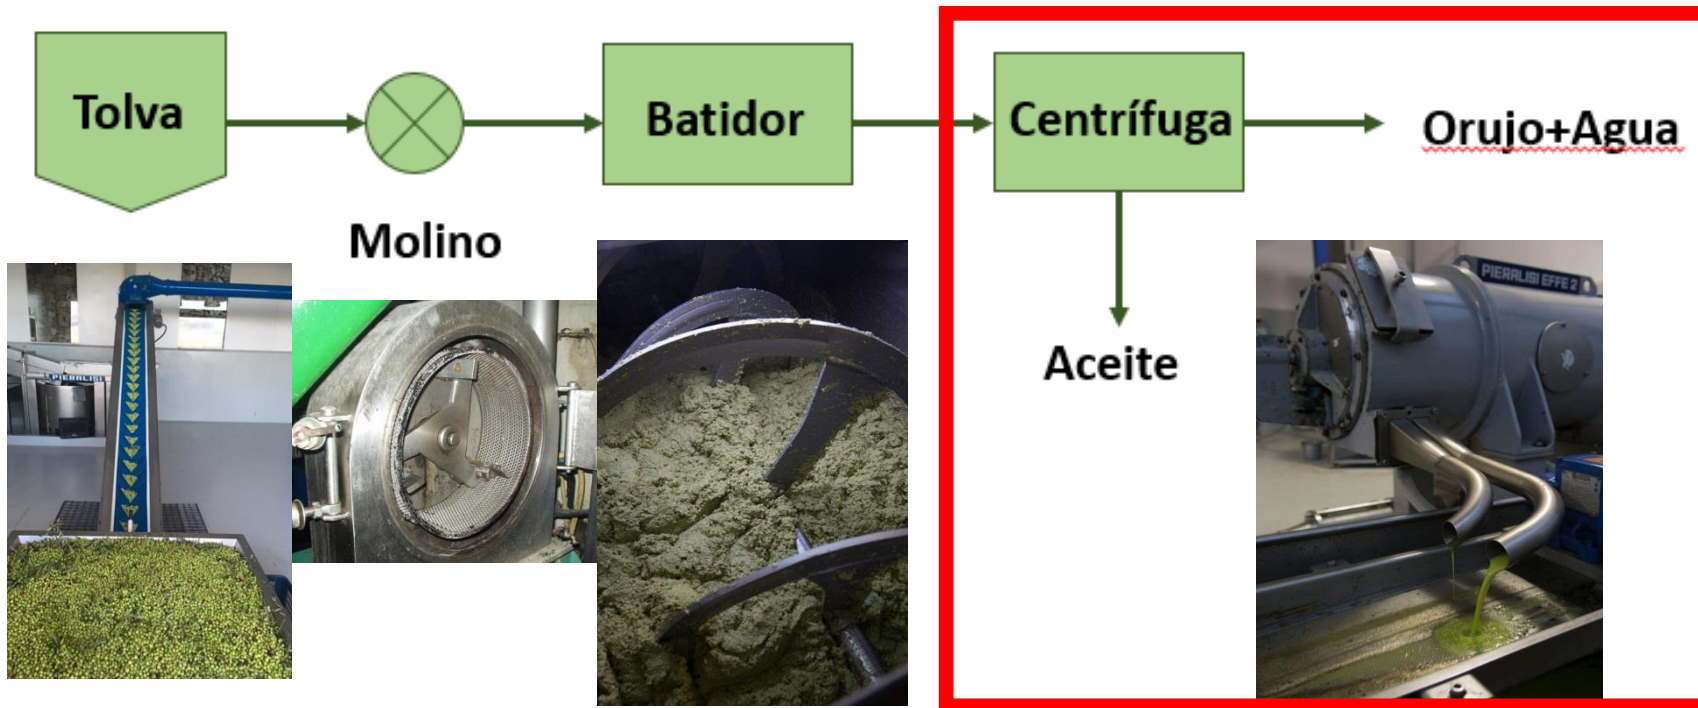 Tolva
Molino
Batidor
Centrífuga
Orujo+Agua
Aceite
PIERALISI
PIERALISI EFFE 2